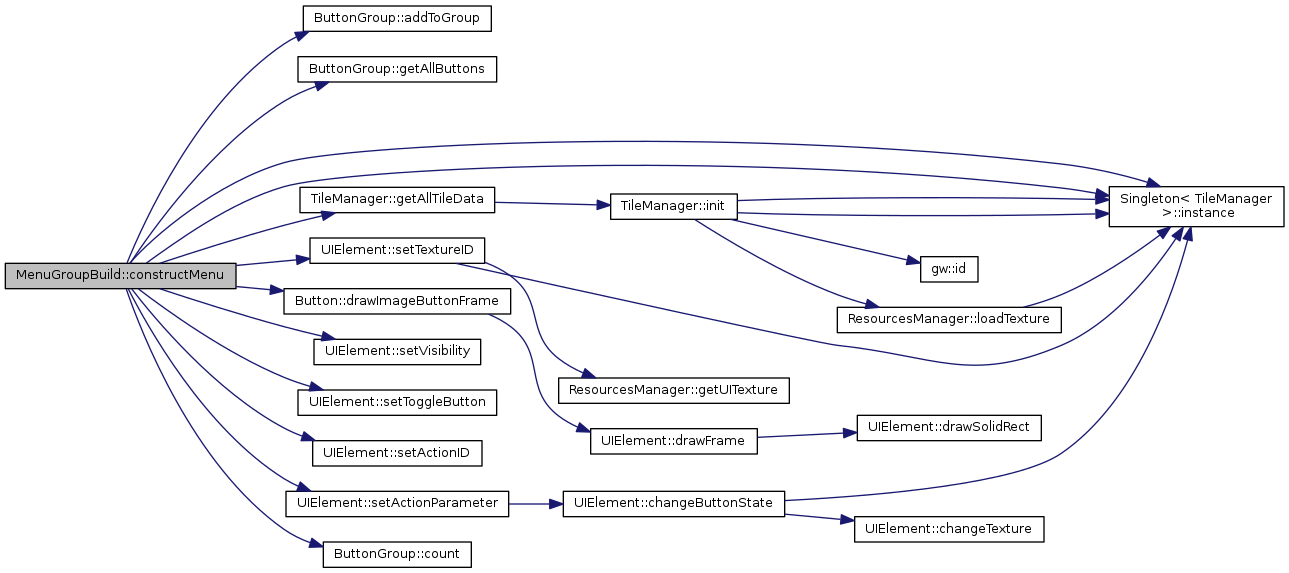 ButtonGroup::addToGroup
ButtonGroup::getAllButtons
TileManager::getAllTileData
TileManager::init
Singleton< TileManager
>::instance
UIElement::setTextureID
gw::id
MenuGroupBuild::constructMenu
Button::drawImageButtonFrame
ResourcesManager::loadTexture
UIElement::setVisibility
ResourcesManager::getUITexture
UIElement::setToggleButton
UIElement::drawFrame
UIElement::drawSolidRect
UIElement::setActionID
UIElement::setActionParameter
UIElement::changeButtonState
UIElement::changeTexture
ButtonGroup::count